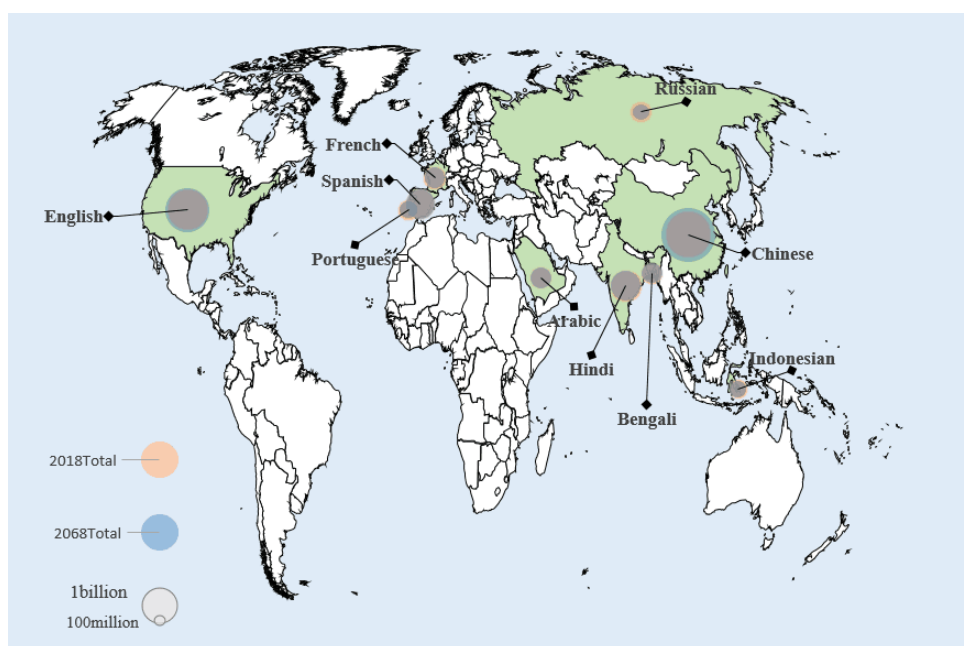 Russian
French
Spanish
English
Portuguese
Chinese
Arabic
Indonesian
Hindi
Bengali
2018Total
2068Total
1billion
100million